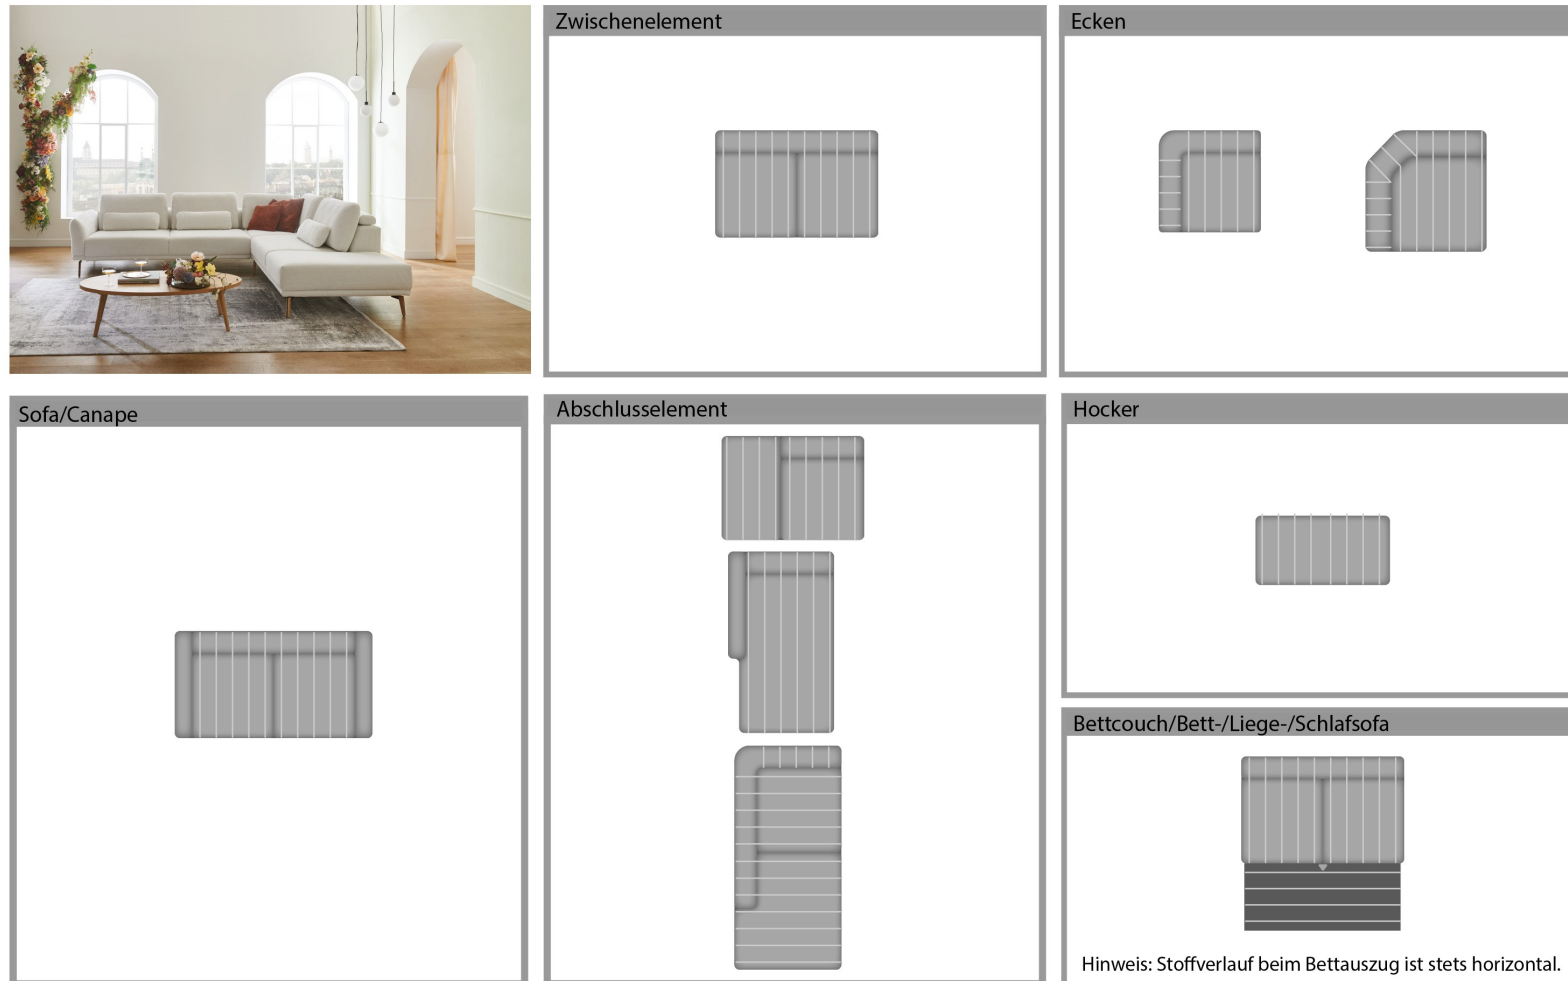 Zwischenelement
Ecken
Sofa/Canape
Abschlusselement
Hocker
Bettcouch/Bett-/Liege-/Schlafsofa
Hinweis: Stoffverlauf beim Bettauszug ist stets horizontal.